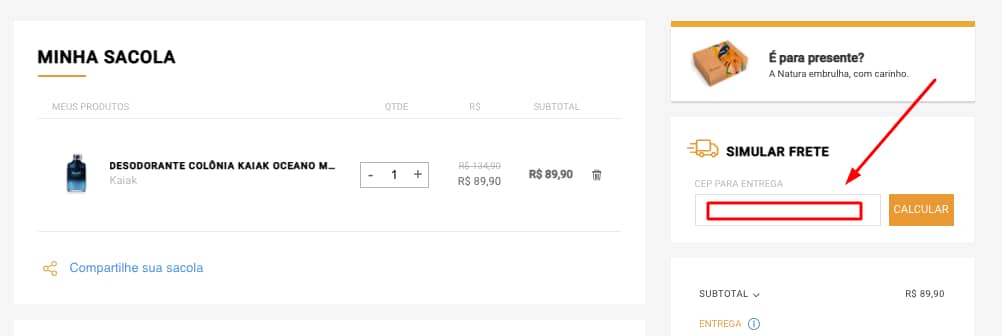 MINHA SACOLA
MEUS PRODUTOS QTDE R$ SUBTOTAL
DESODORANTE COLÔNIA KAIAK OCEANO M...
Kaiak
- 1 +
R$ 134,90
R$ 89,90
R$ 89,90
Compartilhe sua sacola
É para presente?
A Natura embrulha, com carinho.
SIMULAR FRETE
CEP PARA ENTREGA
CALCULAR
SUBTOTAL R$ 89,90
ENTREGA